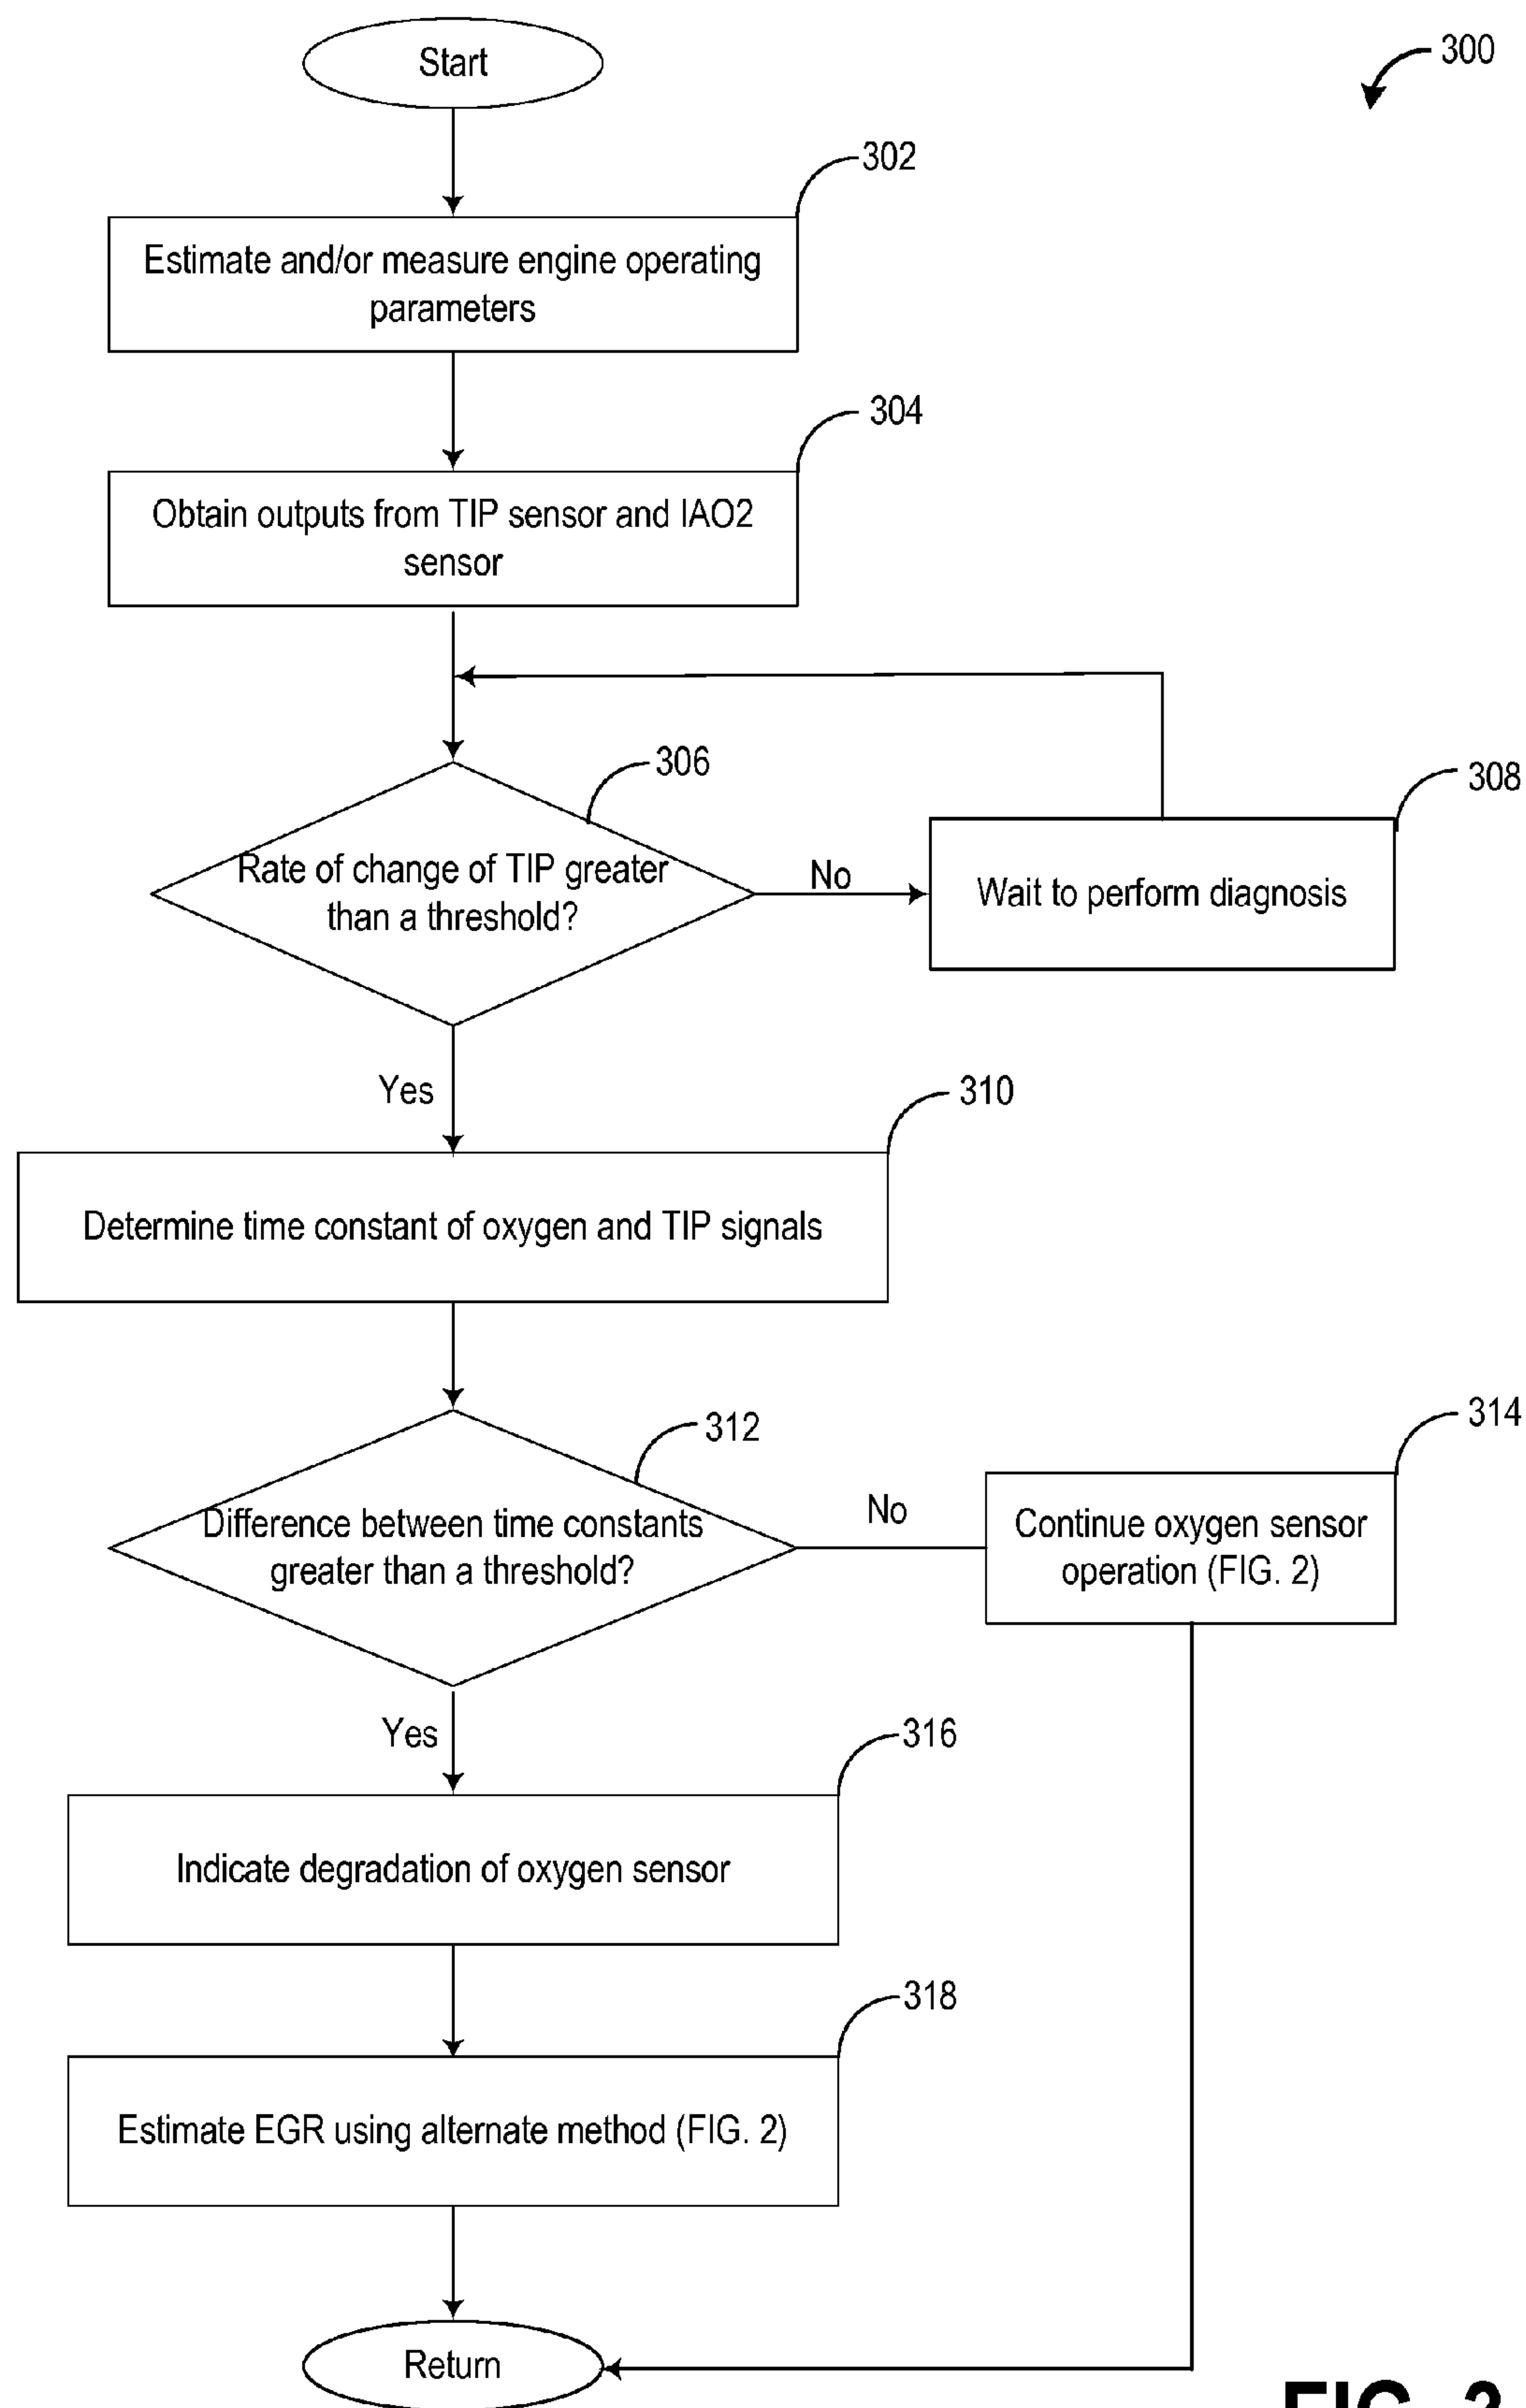 Start
300
302
Estimate and/or measure engine operating
parameters
304
Obtain outputs from TIP sensor and IAO2
sensor
306
Rate of change of TIP greater
than a threshold?
No
308
Wait to perform diagnosis
Yes
310
Determine time constant of oxygen and TIP signals
312
Difference between time constants
greater than a threshold?
No
314
Continue oxygen sensor
operation (FIG. 2)
Yes
316
Indicate degradation of oxygen sensor
318
Estimate EGR using alternate method (FIG. 2)
Return
FIG.